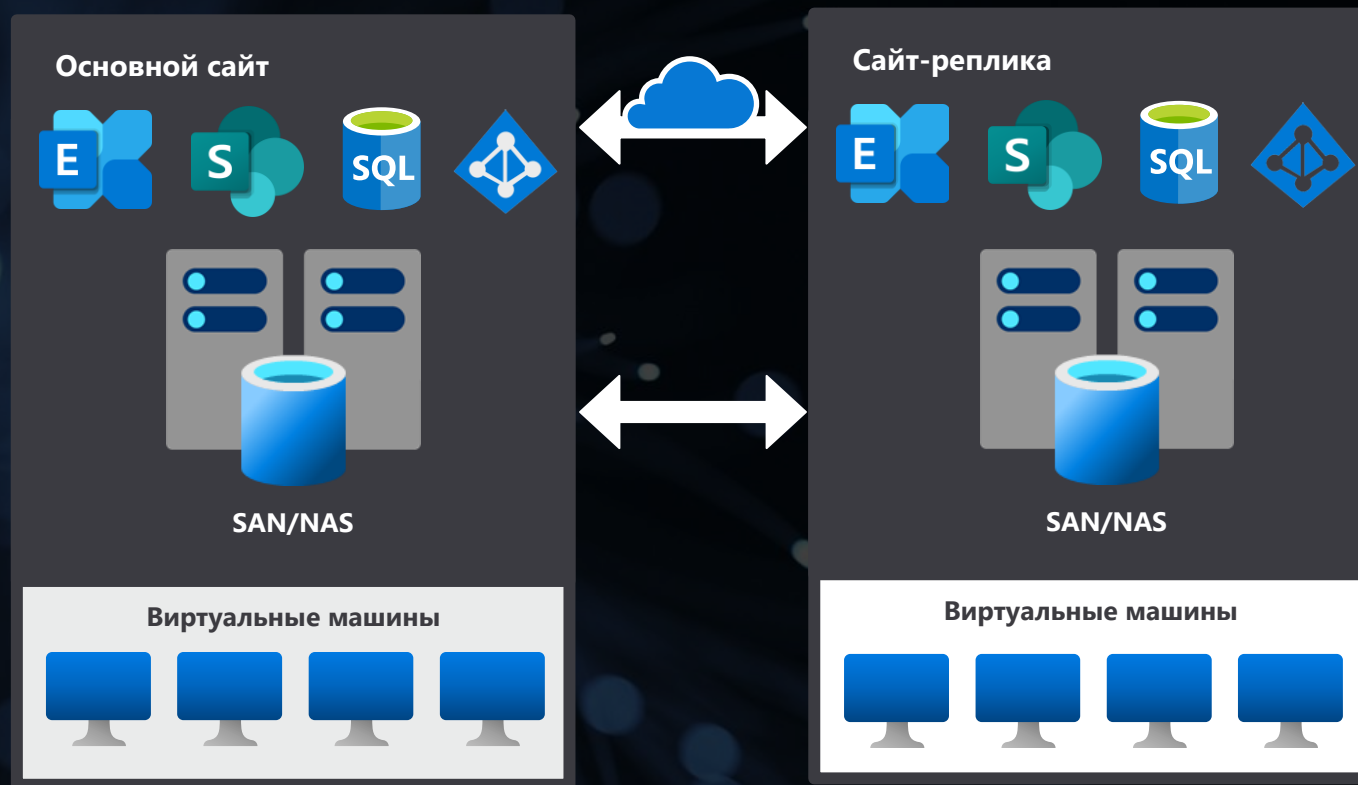 Основной сайт
E
S
SQL
SAN/NAS
Виртуальные машины
Сайт-реплика
E
S
SQL
SAN/NAS
Виртуальные машины